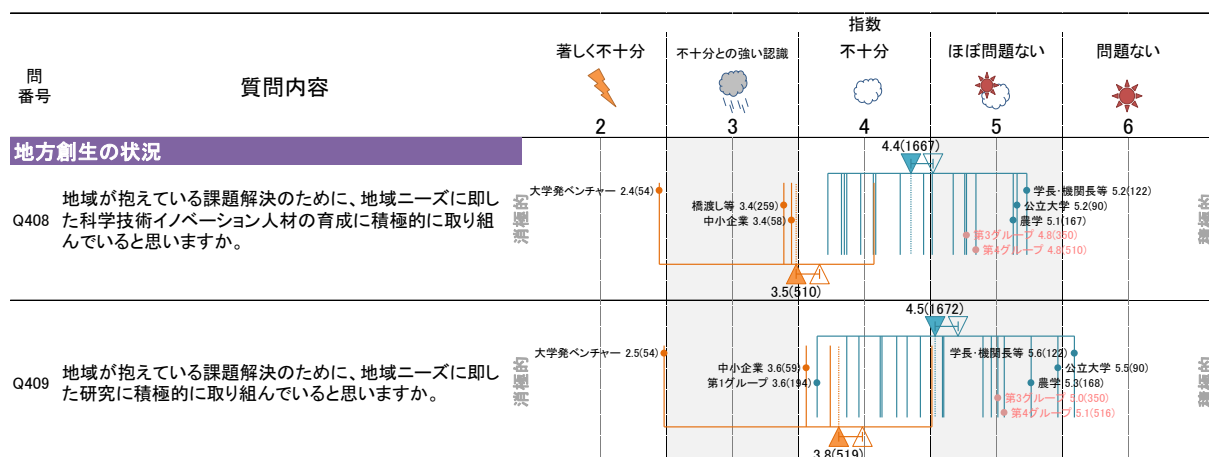 指数
問
番号
質問内容
著しく不十分
不十分との強い認識
不十分
ほぼ問題ない
問題ない
2
3
4
5
6
地方創生の状況
4.4(1667)
Q408
地域が抱えている課題解決のために、地域ニーズに即し
た科学技術イノベーション人材の育成に積極的に取り組
んでいると思いますか。
消極的
大学発ベンチャー 2.4(54)
橋渡し等 3.4(259)
中小企業 3.4(58)
学長・機関長等 5.2(122)
公立大学 5.2(90)
農学 5.1(167)
第3グループ 4.8(350)
第4グループ 4.8(510)
積極的
3.5(510)
4.5(1672)
Q409
地域が抱えている課題解決のために、地域ニーズに即し
た研究に積極的に取り組んでいると思いますか。
消極的
大学発ベンチャー 2.5(54)
中小企業 3.6(59)
第1グループ 3.6(194)
学長・機関長等 5.6(122)
公立大学 5.5(90)
農学 5.3(168)
第3グループ 5.0(350)
第4グループ 5.1(516)
積極的
3.8(519)